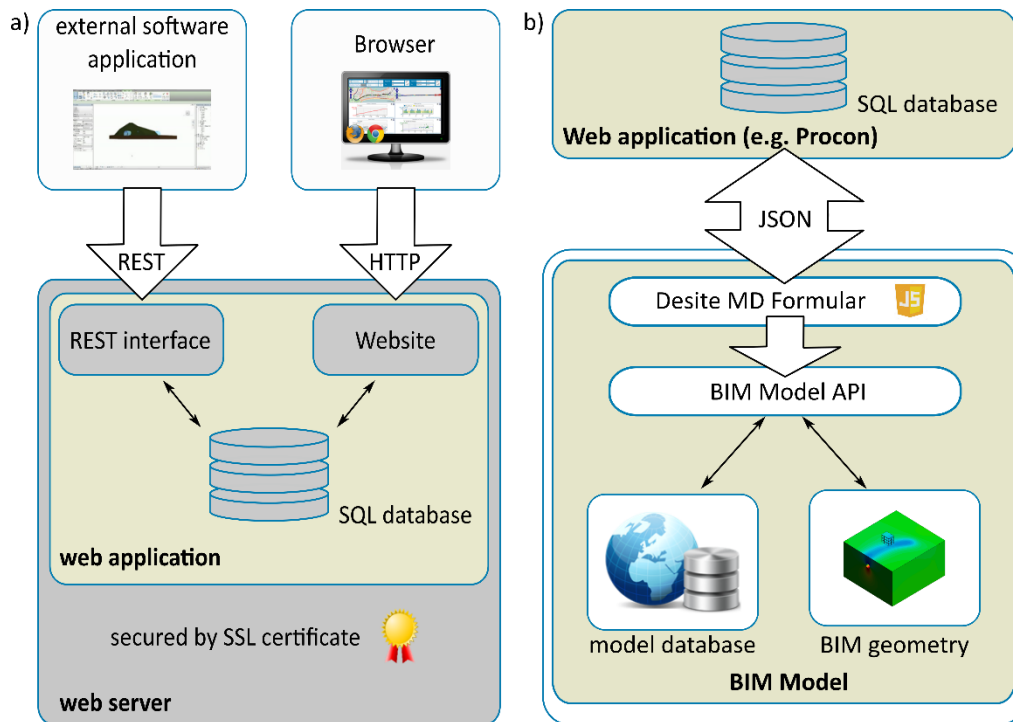 a)
external software
application
Browser
REST
HTTP
REST interface
Website
SQL database
web application
secured by SSL certificate
web server
b)
SQL database
Web application (e.g. Procon)
JSON
Desite MD Formular
JS
BIM Model API
model database
BIM geometry
BIM Model